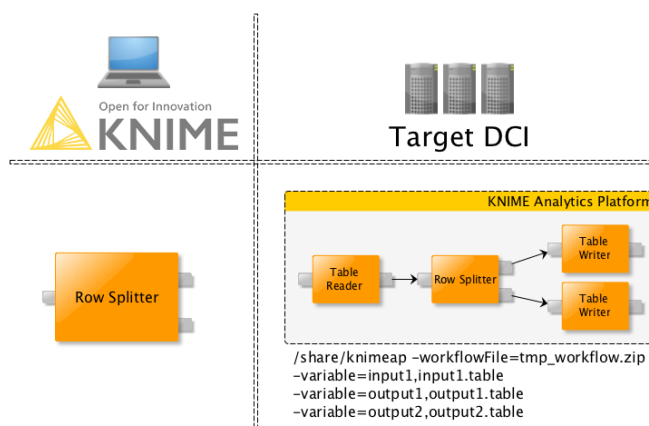 Open for Innovation
KNIME
Target DCI
Row Splitter
KNIME Analytics Platform
Table
Reader
Row Splitter
Table
Writer
Table
Writer
/share/knimeap -workflowFile=tmp_workflow.zip
-variable=input1,input1.table
-variable=output1,output1.table
-variable=output2,output2.table